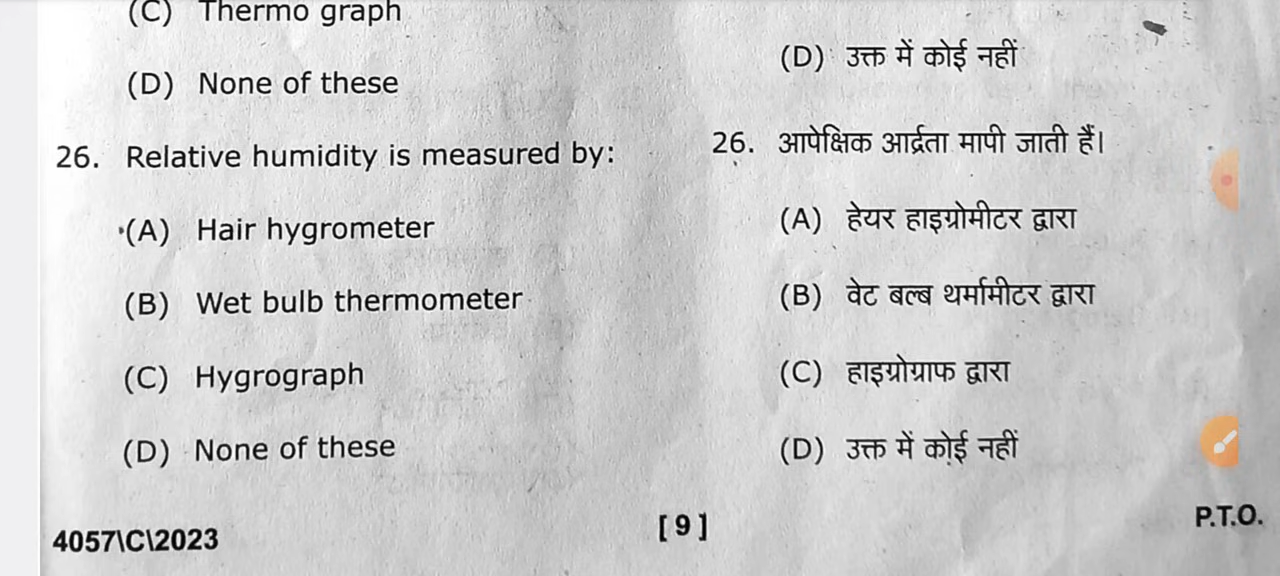 (C) Thermo graph
(D) None of these
26. Relative humidity is measured by:
(A) Hair hygrometer
(B) Wet bulb thermometer
(C) Hygrograph
(D) None of these
(D) उक्त में कोई नहीं
26. आपेक्षिक आर्द्रता मापी जाती हैं।
(A) हेयर हाइग्रोमीटर द्वारा
(B) वेट बल्ब थर्मामीटर द्वारा
(C) हाइग्रोग्राफ द्वारा
(D) उक्त में कोई नहीं
4057\C\2023
[ 9 ]
P.T.O.